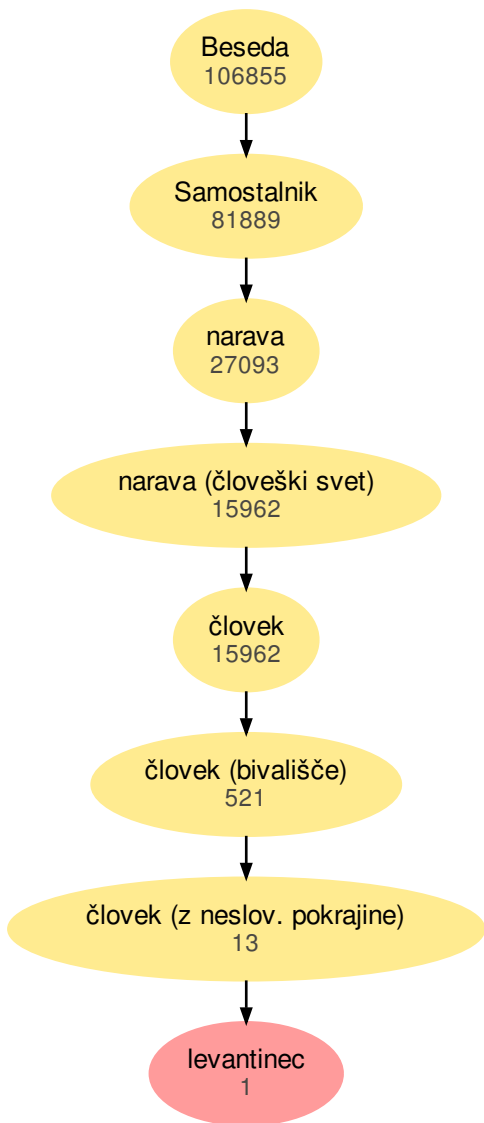 Beseda
106855
Samostalnik
81889
narava
27093
narava (človeški svet)
15962
človek
15962
človek (bivališče)
521
človek (z neslov. pokrajine)
13
levantinec
1